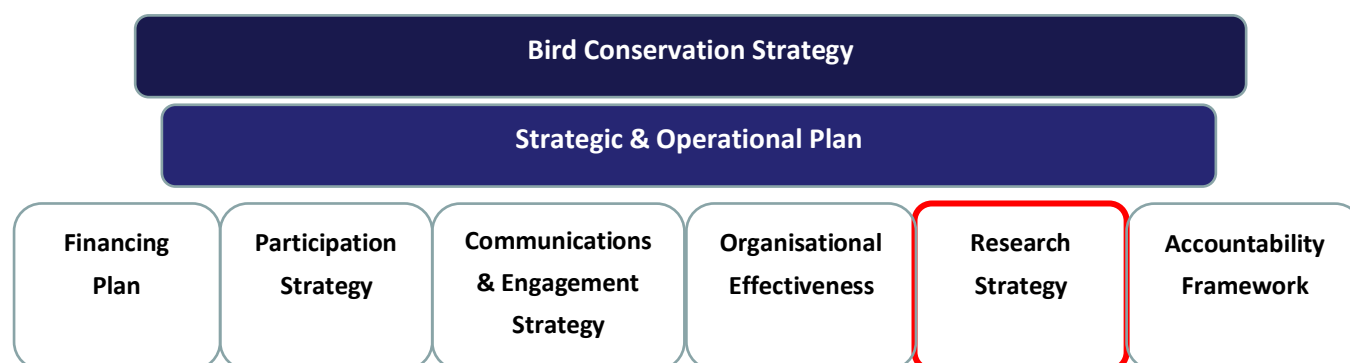 Bird Conservation Strategy
Strategic & Operational Plan
Financing
Plan
Participation
Strategy
Communications
& Engagement
Strategy
Organisational
Effectiveness
Research
Strategy
Accountability
Framework